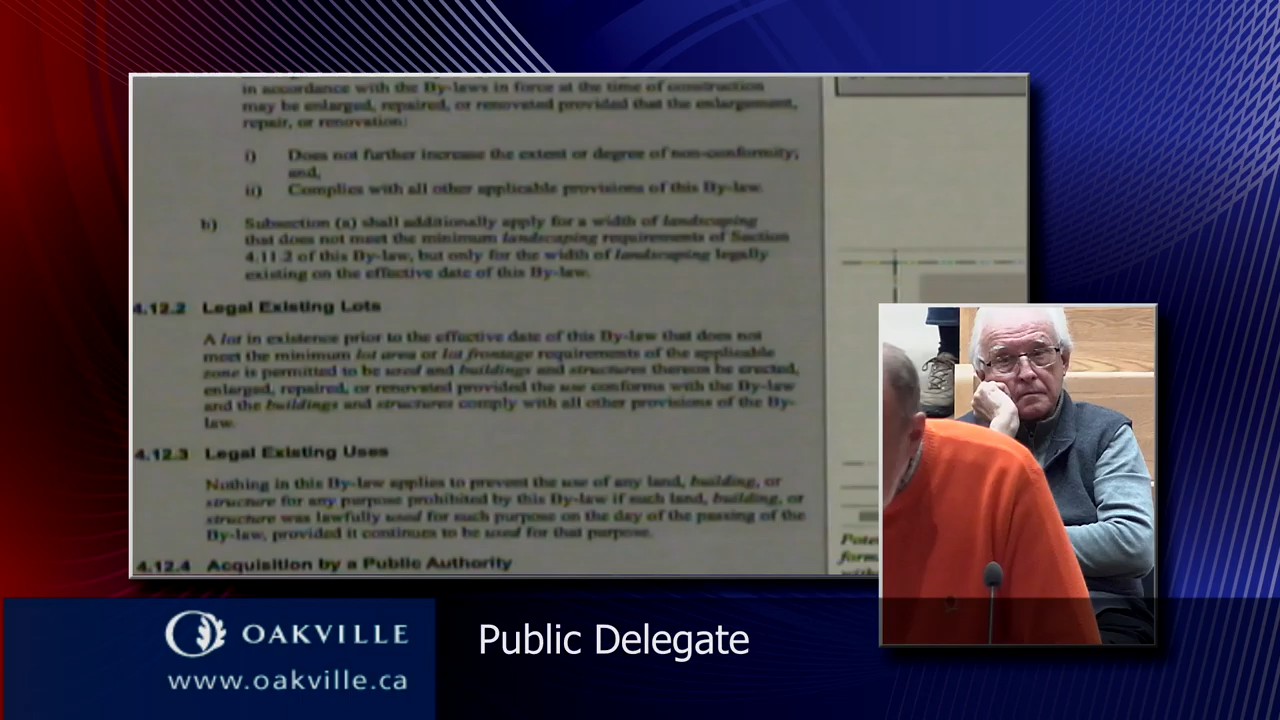 in accordance with the By-laws in force at the time of construction
may be enlarged, repaired, or renovated provided that the enlargement,
repair, or renovation:
i) Does not further increase the extent or degree of non-conformity;
and,
ii) Complies with all other applicable provisions of this By-law.
b) Subsection (a) shall additionally apply for a width of landscaping
that does not meet the minimum landscaping requirements of Section
4.11.2 of this By-law, but only for the width of landscaping legally
existing on the effective date of this By-law.
4.12.2 Legal Existing Lots
A lot in existence prior to the effective date of this By-law that does not
meet the minimum lot area or lot frontage requirements of the applicable
zone is permitted to be used and buildings and structures thereon be erected,
enlarged, repaired, or renovated provided the use conforms with the By-law
and the buildings and structures comply with all other provisions of the By-
law.
4.12.3 Legal Existing Uses
Nothing in this By-law applies to prevent the use of any land, building, or
structure for any purpose prohibited by this By-law if such land, building, or
structure was lawfully used for such purpose on the day of the passing of the
By-law, provided it continues to be used for that purpose.
4.12.4 Acquisition by a Public Authority
OAKVILLE
www.oakville.ca
Public Delegate